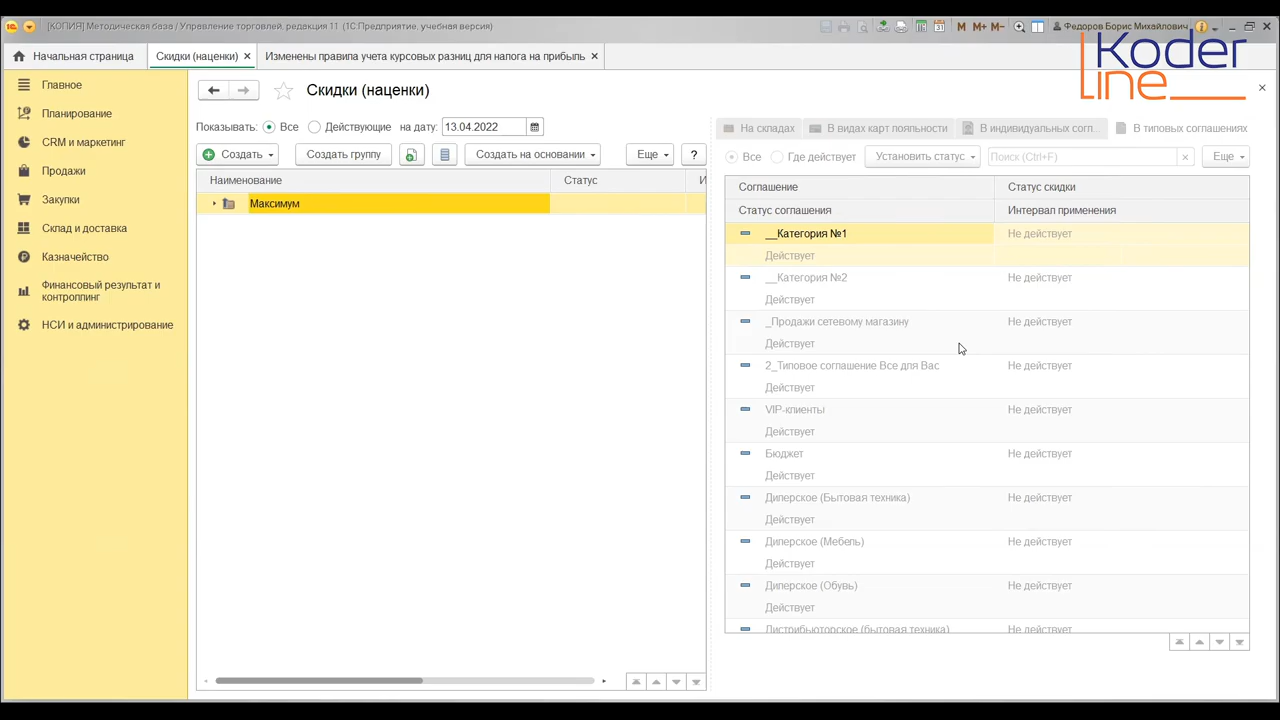 [КОПИЯ] Методическая база / Управление торговлей, редакция 11 (1С:Предприятие, учебная версия)
M M+ M-
Федоров Борис Михайлович
Koder
line
Начальная страница
Скидки (наценки) ×
Изменены правила учета курсовых разниц для налога на прибыль ×
Главное
Планирование
CRM и маркетинг
Продажи
Закупки
Склад и доставка
Казначейство
Финансовый результат и
контроллинг
НСИ и администрирование
Скидки (наценки)
Показывать: Все Действующие на дату: 13.04.2022
Создать Создать группу Создать на основании Еще ?
Наименование Статус И
Максимум
На складах В видах карт лояльности В индивидуальных согл... В типовых соглашениях
Все Где действует Установить статус Поиск (Ctrl+F) × Еще
Соглашение Статус скидки
Статус соглашения Интервал применения
__Категория №1 Не действует
Действует
__Категория №2 Не действует
Действует
_Продажи сетевому магазину Не действует
Действует
2_Типовое соглашение Все для Вас Не действует
Действует
VIP-клиенты Не действует
Действует
Бюджет Не действует
Действует
Диперское (Бытовая техника) Не действует
Действует
Диперское (Мебель) Не действует
Действует
Диперское (Обувь) Не действует
Действует
Дистрибьюторское (бытовая техника) Не действует